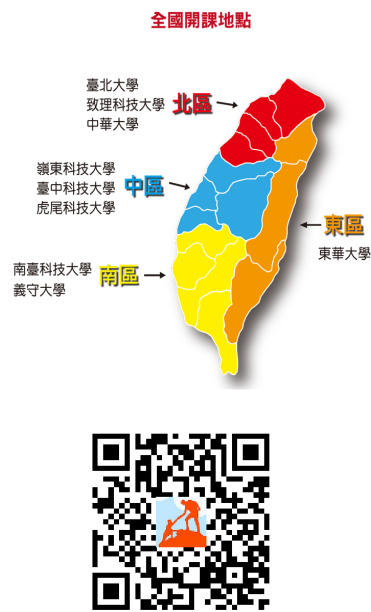 全國開課地點
臺北大學
致理科技大學
中華大學
北區
嶺東科技大學
臺中科技大學
虎尾科技大學
中區
東區
東華大學
南臺科技大學
義守大學
南區